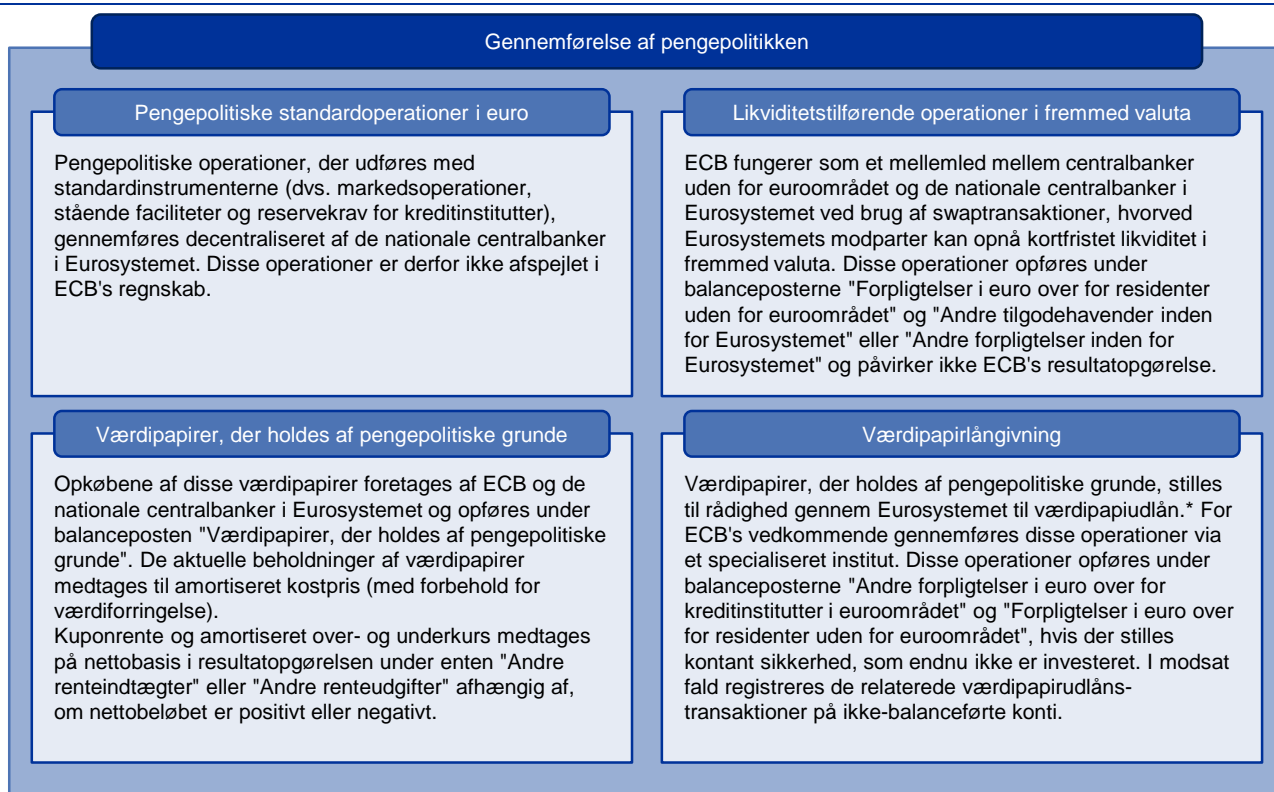 Gennemførelse af pengepolitikken
Pengepolitiske standardoperationer i euro
Pengepolitiske operationer, der udføres med
standardinstrumenterne (dvs. markedsoperationer,
stående faciliteter og reservekrav for kreditinstitutter),
gennemføres decentraliseret af de nationale centralbanker
i Eurosystemet. Disse operationer er derfor ikke afspejlet i
ECB's regnskab.
Likviditetstilførende operationer i fremmed valuta
ECB fungerer som et mellemled mellem centralbanker
uden for euroområdet og de nationale centralbanker i
Eurosystemet ved brug af swaptransaktioner, hvorved
Eurosystemets modparter kan opnå kortfristet likviditet i
fremmed valuta. Disse operationer opføres under
balanceposterne "Forpligtelser i euro over for residenter
uden for euroområdet" og "Andre tilgodehavender inden
for Eurosystemet" eller "Andre forpligtelser inden for
Eurosystemet" og påvirker ikke ECB's resultatopgørelse.
Værdipapirer, der holdes af pengepolitiske grunde
Opkøbene af disse værdipapirer foretages af ECB og de
nationale centralbanker i Eurosystemet og opføres under
balanceposten "Værdipapirer, der holdes af pengepolitiske
grunde". De aktuelle beholdninger af værdipapirer
medtages til amortiseret kostpris (med forbehold for
værdiforringelse).
Kuponrente og amortiseret over- og underkurs medtages
på nettobasis i resultatopgørelsen under enten "Andre
renteindtægter" eller "Andre renteudgifter" afhængig af,
om nettobeløbet er positivt eller negativt.
Værdipapirlångivning
Værdipapirer, der holdes af pengepolitiske grunde, stilles
til rådighed gennem Eurosystemet til værdipapiudlån.* For
ECB's vedkommende gennemføres disse operationer via
et specialiseret institut. Disse operationer opføres under
balanceposterne "Andre forpligtelser i euro over for
kreditinstitutter i euroområdet" og "Forpligtelser i euro over
for residenter uden for euroområdet", hvis der stilles
kontant sikkerhed, som endnu ikke er investeret. I modsat
fald registreres de relaterede værdipapirudlåns-
transaktioner på ikke-balanceførte konti.